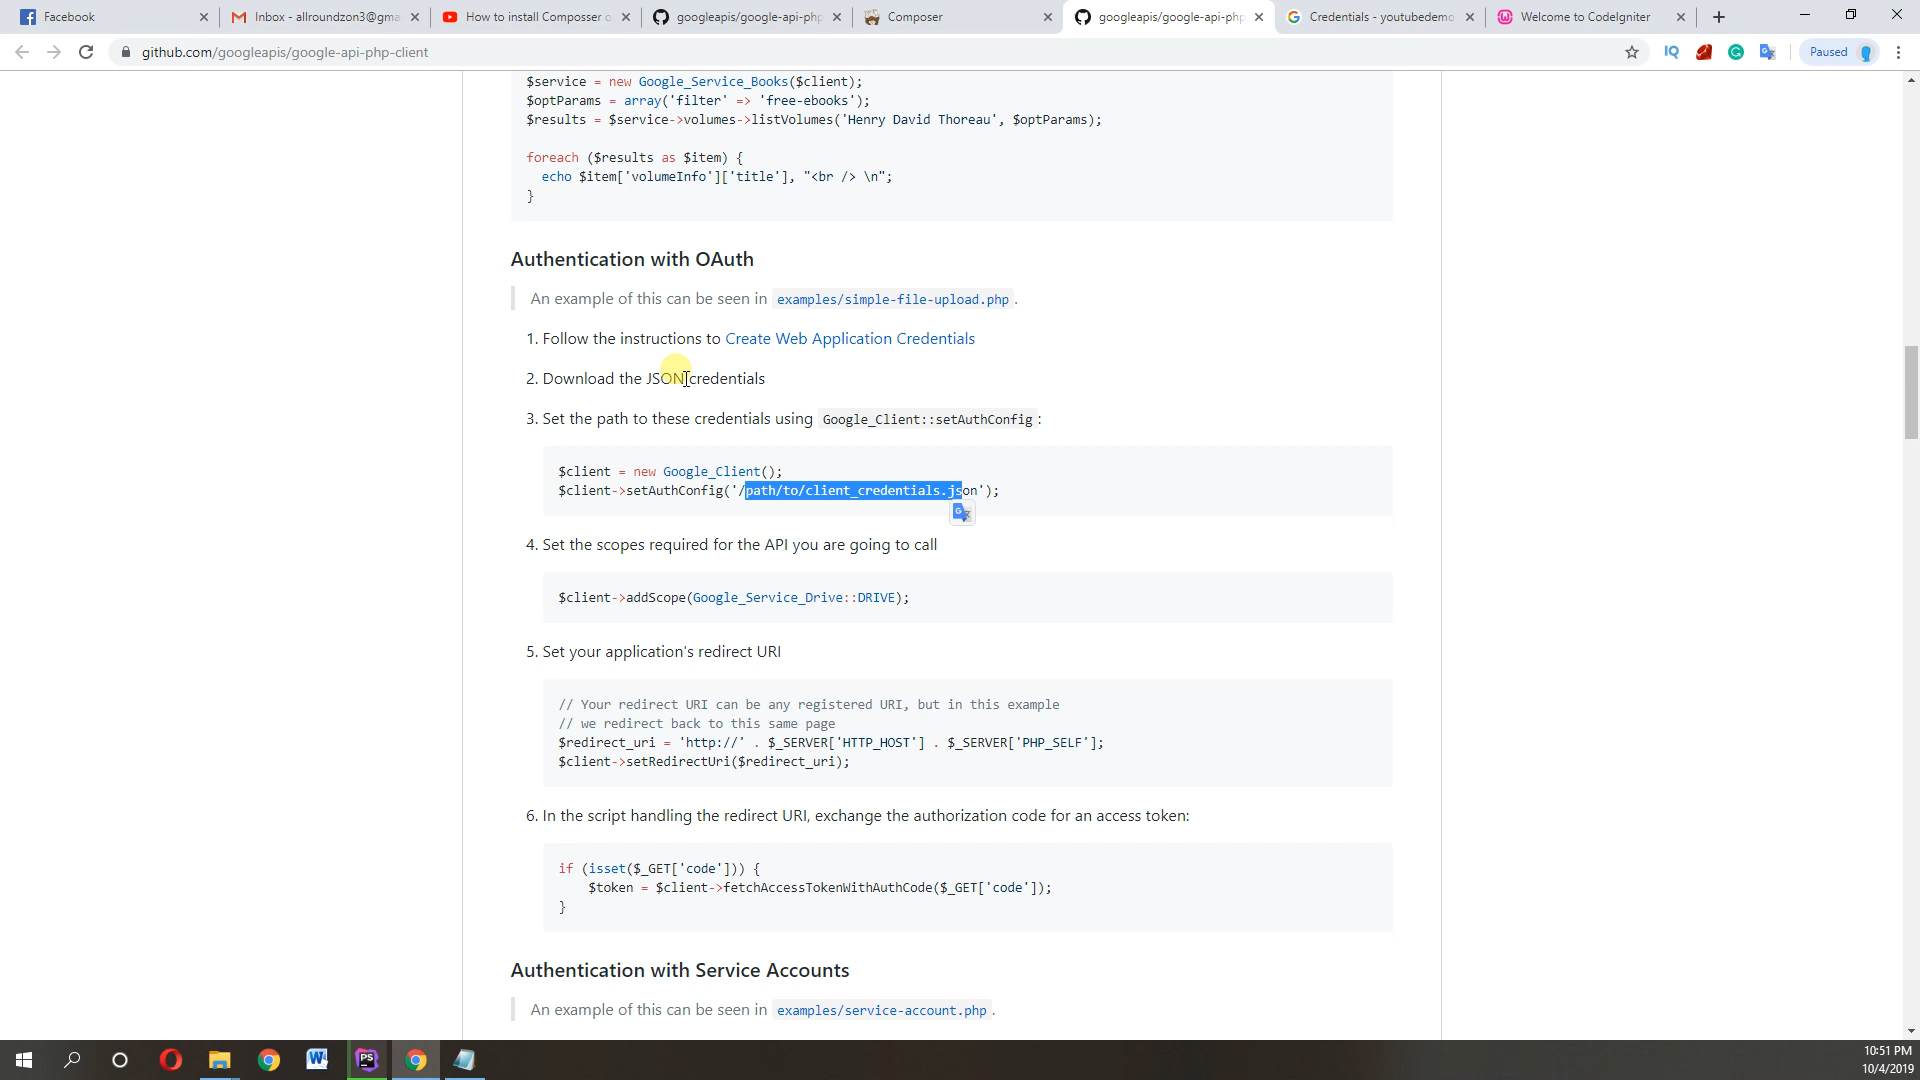 Facebook
Inbox - allroundzon3@gma
How to install Composser o
googleapis/google-api-php
Composer
googleapis/google-api-php
Credentials - youtubedemo
Welcome to CodeIgniter
github.com/googleapis/google-api-php-client
IQ
Paused
$service = new Google_Service_Books($client);
$optParams = array('filter' => 'free-ebooks');
$results = $service->volumes->listVolumes('Henry David Thoreau', $optParams);
foreach ($results as $item) {
echo $item['volumeInfo']['title'], "<br /> \n";
}
Authentication with OAuth
An example of this can be seen in examples/simple-file-upload.php .
1. Follow the instructions to Create Web Application Credentials
2. Download the JSON credentials
3. Set the path to these credentials using Google_Client::setAuthConfig :
$client = new Google_Client();
$client->setAuthConfig('/path/to/client_credentials.json');
4. Set the scopes required for the API you are going to call
$client->addScope(Google_Service_Drive::DRIVE);
5. Set your application's redirect URI
// Your redirect URI can be any registered URI, but in this example
// we redirect back to this same page
$redirect_uri = 'http://' . $_SERVER['HTTP_HOST'] . $_SERVER['PHP_SELF'];
$client->setRedirectUri($redirect_uri);
6. In the script handling the redirect URI, exchange the authorization code for an access token:
if (isset($_GET['code'])) {
$token = $client->fetchAccessTokenWithAuthCode($_GET['code']);
}
Authentication with Service Accounts
An example of this can be seen in examples/service-account.php .
10:51 PM
10/4/2019